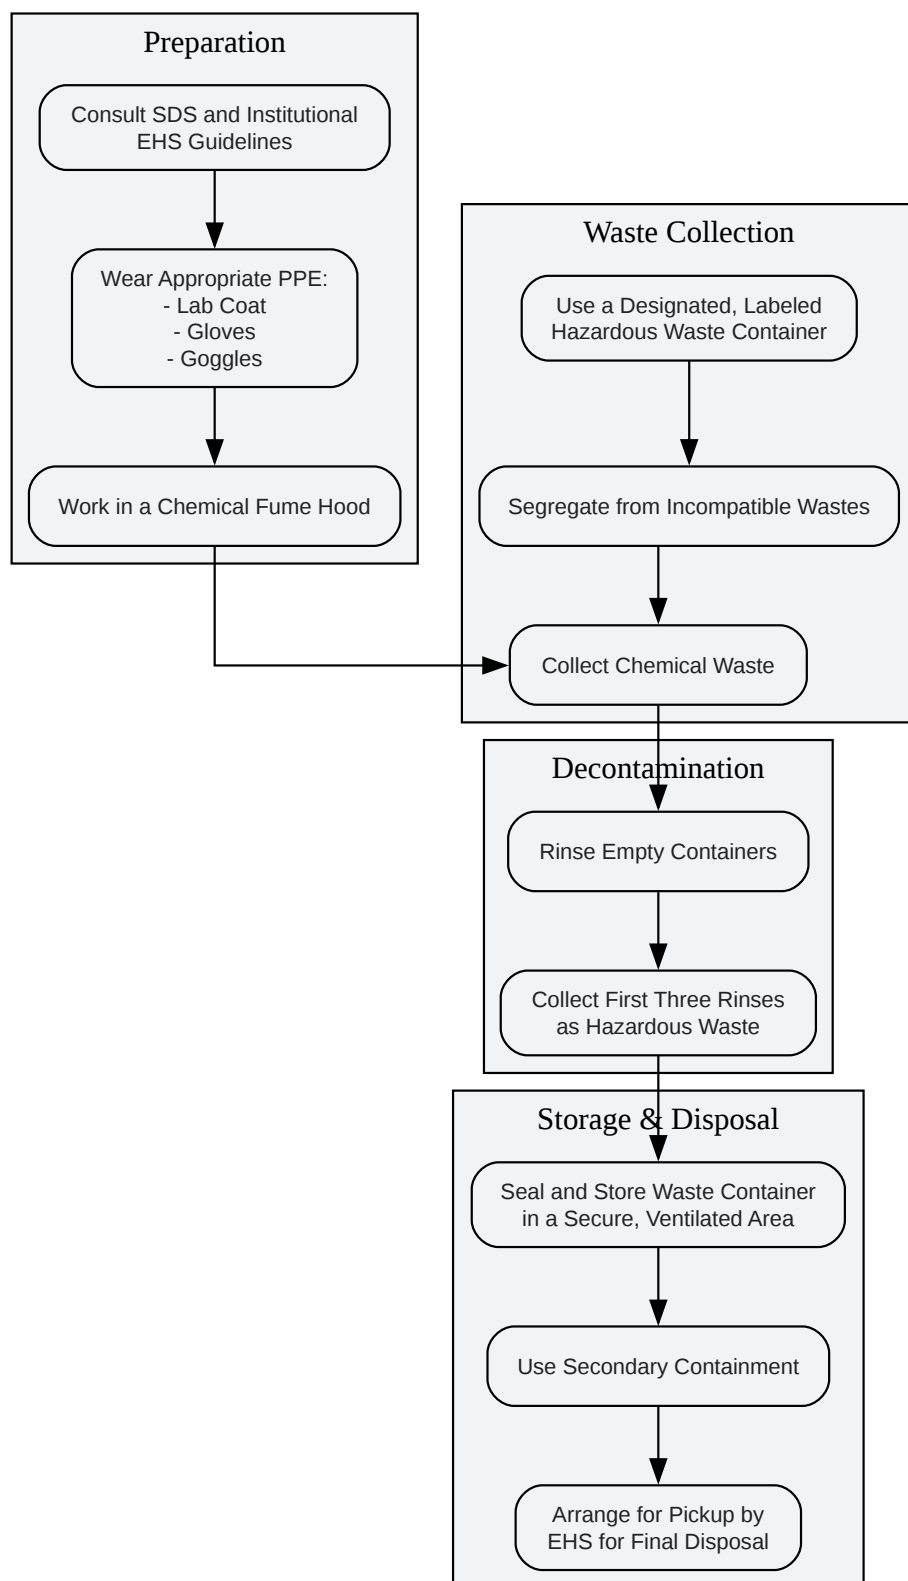 Preparation
Consult SDS and Institutional
EHS Guidelines
Wear Appropriate PPE:
- Lab Coat
- Gloves
- Goggles
Work in a Chemical Fume Hood
Waste Collection
Use a Designated, Labeled
Hazardous Waste Container
Segregate from Incompatible Wastes
Collect Chemical Waste
Decontamination
Rinse Empty Containers
Collect First Three Rinses
as Hazardous Waste
Storage & Disposal
Seal and Store Waste Container
in a Secure, Ventilated Area
Use Secondary Containment
Arrange for Pickup by
EHS for Final Disposal